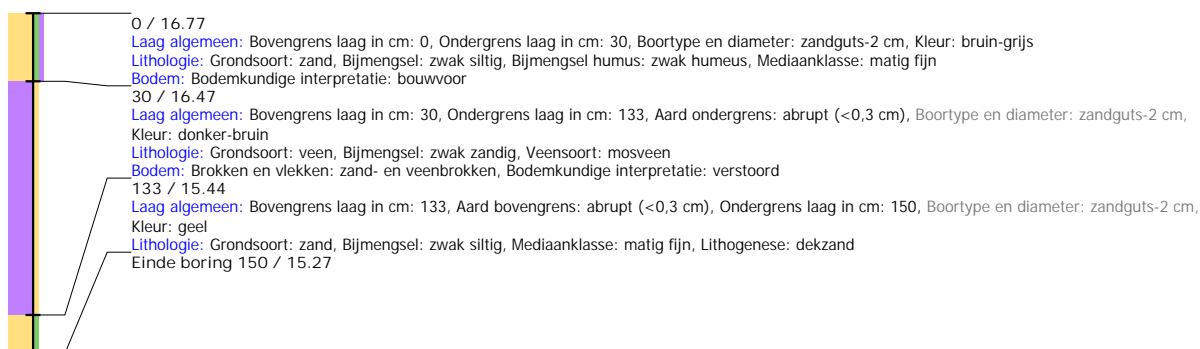 0 / 16.77
Laag algemeen: Bovengrens laag in cm: 0, Ondergrens laag in cm: 30, Boortype en diameter: zandguts-2 cm, Kleur: bruin-grijs
Lithologie: Grondsoort: zand, Bijmengsel: zwak siltig, Bijmengsel humus: zwak humeus, Mediaanklasse: matig fijn
Bodem: Bodemkundige interpretatie: bouwvoor
30 / 16.47
Laag algemeen: Bovengrens laag in cm: 30, Ondergrens laag in cm: 133, Aard ondergrens: abrupt (<0,3 cm), Boortype en diameter: zandguts-2 cm,
Kleur: donker-bruin
Lithologie: Grondsoort: veen, Bijmengsel: zwak zandig, Veensoort: mosveen
Bodem: Brokken en vlekken: zand- en veenbrokken, Bodemkundige interpretatie: verstoord
133 / 15.44
Laag algemeen: Bovengrens laag in cm: 133, Aard bovengrens: abrupt (<0,3 cm), Ondergrens laag in cm: 150, Boortype en diameter: zandguts-2 cm,
Kleur: geel
Lithologie: Grondsoort: zand, Bijmengsel: zwak siltig, Mediaanklasse: matig fijn, Lithogenese: dekzand
Einde boring 150 / 15.27